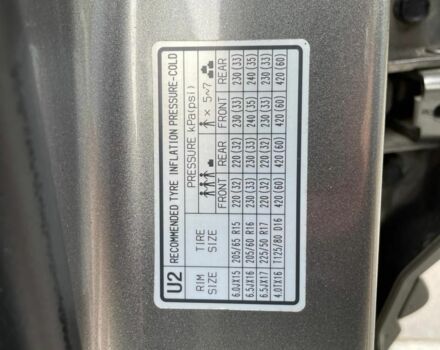 U2 RECOMMENDED TYRE INFLATION PRESSURE-COLD
RIM SIZE TIRE SIZE PRESSURE kPa(psi)
× 5~7
FRONT REAR FRONT REAR
6.0JX15 205/65 R15 220 (32) 220 (32) 230 (33) 230 (33)
6.5JX16 205/60 R16 230 (33) 230 (33) 240 (35) 240 (35)
6.5JX17 225/50 R17 220 (32) 220 (32) 230 (33) 230 (33)
4.0TX16 T125/80 D16 420 (60) 420 (60) 420 (60) 420 (60)